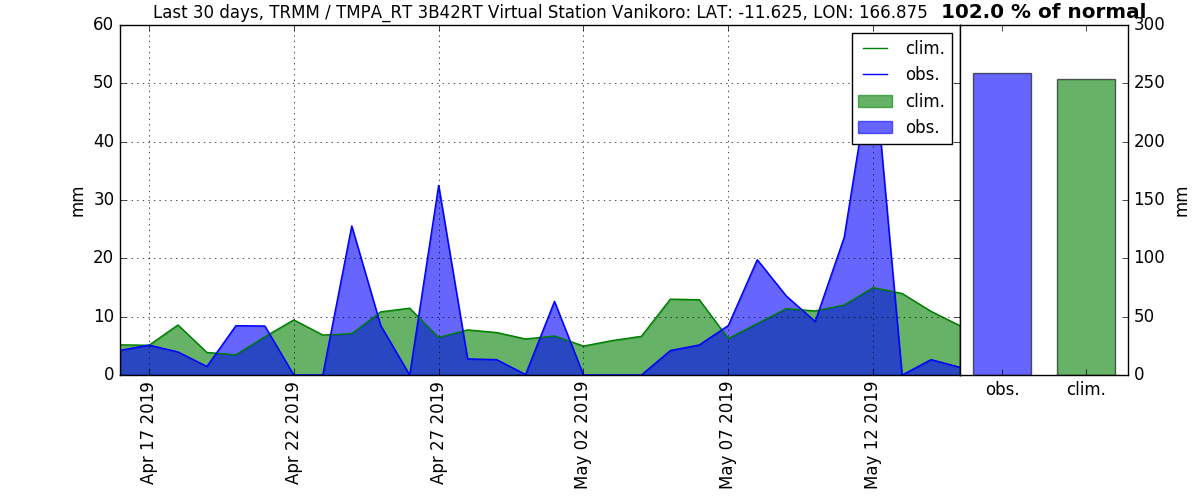 Last 30 days, TRMM / TMPA_RT 3B42RT Virtual Station Vanikoro: LAT: -11.625, LON: 166.875 102.0 % of normal
60
50
40
30
20
10
0
mm
clim.
obs.
clim.
obs.
300
250
200
150
100
50
0
mm
Apr 17 2019
Apr 22 2019
Apr 27 2019
May 02 2019
May 07 2019
May 12 2019
obs.
clim.